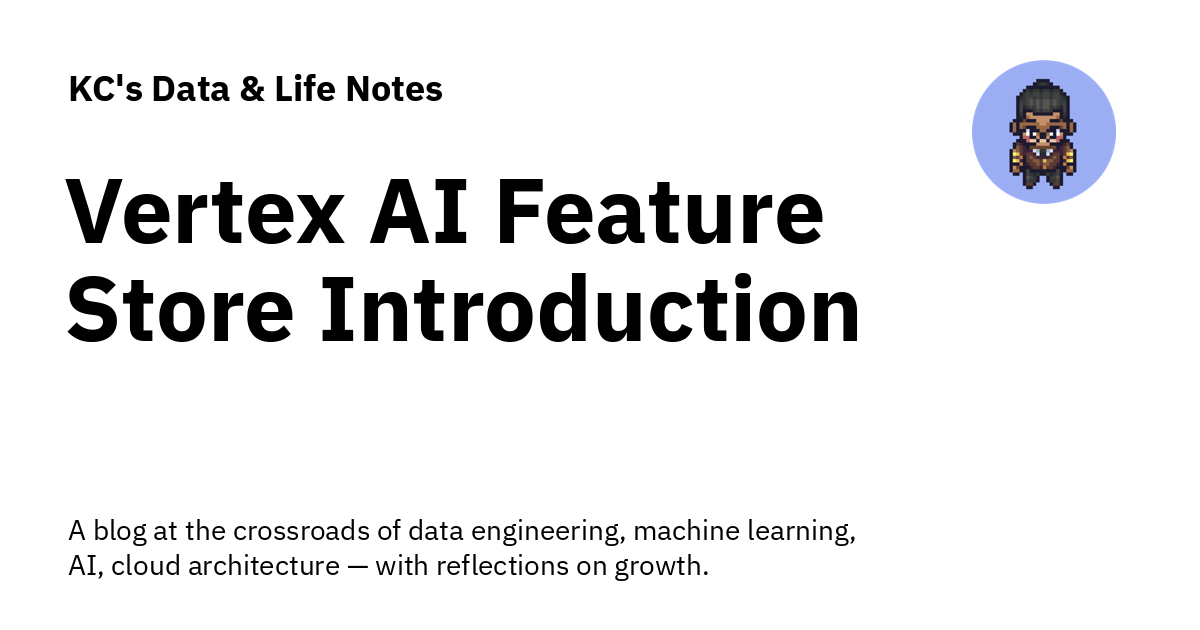 KC's Data & Life Notes
Vertex AI Feature
Store Introduction
A blog at the crossroads of data engineering, machine learning,
AI, cloud architecture — with reflections on growth.